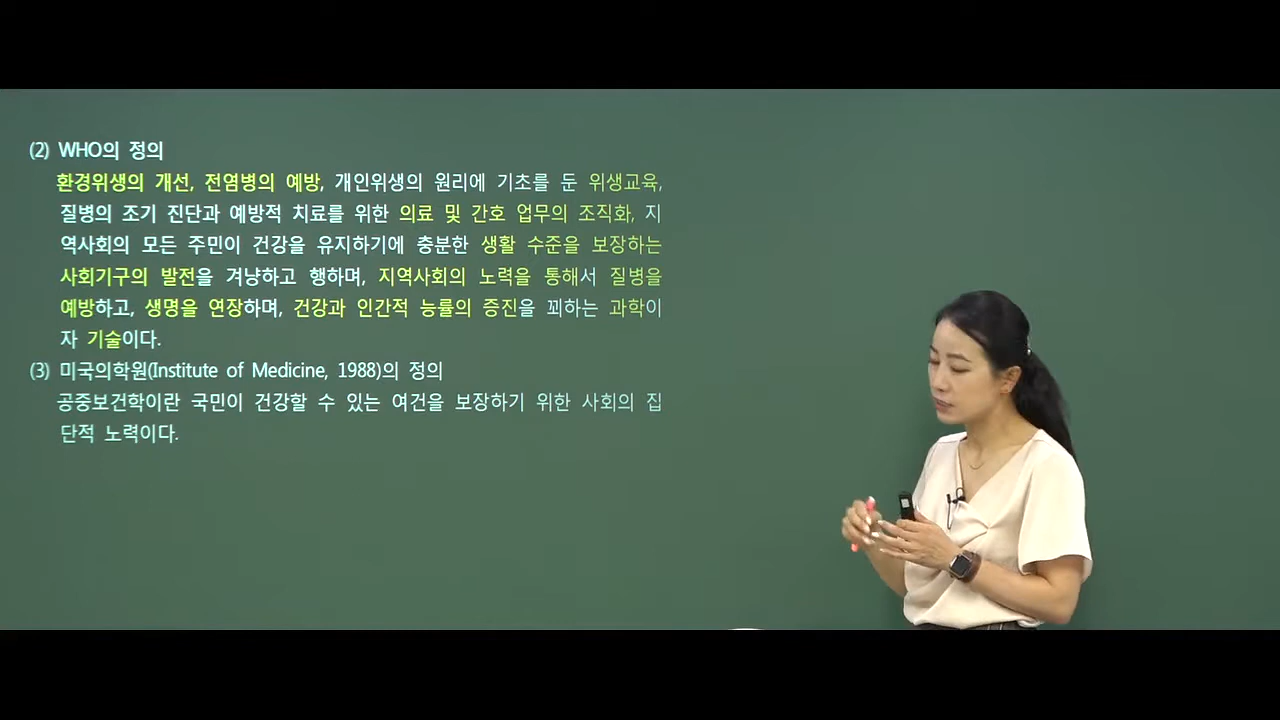 (2) WHO의 정의
환경위생의 개선, 전염병의 예방, 개인위생의 원리에 기초를 둔 위생교육,
질병의 조기 진단과 예방적 치료를 위한 의료 및 간호 업무의 조직화, 지
역사회의 모든 주민이 건강을 유지하기에 충분한 생활 수준을 보장하는
사회기구의 발전을 겨냥하고 행하며, 지역사회의 노력을 통해서 질병을
예방하고, 생명을 연장하며, 건강과 인간적 능률의 증진을 꾀하는 과학이
자 기술이다.
(3) 미국의학원(Institute of Medicine, 1988)의 정의
공중보건학이란 국민이 건강할 수 있는 여건을 보장하기 위한 사회의 집
단적 노력이다.